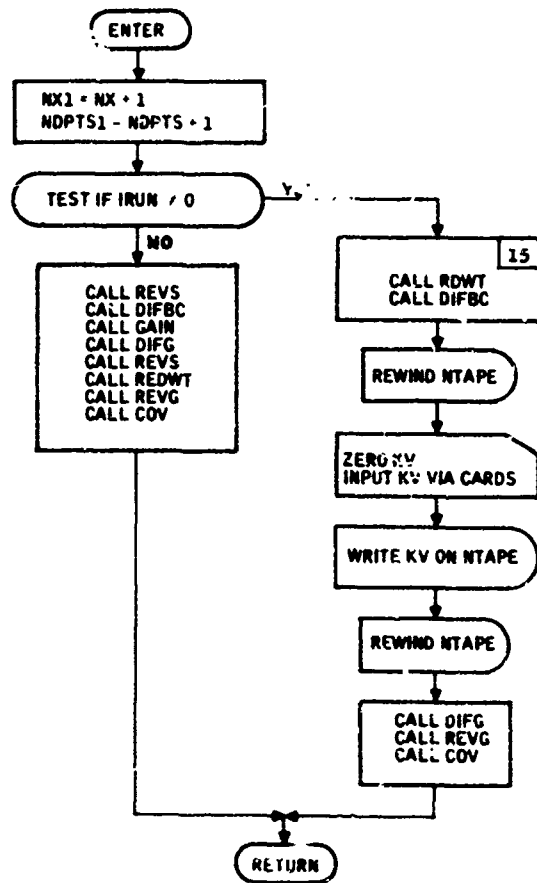 ENTER
NX1 = NX + 1
NDPTS1 - NDPTS + 1
TEST IF IRUN ≠ 0
NO
CALL REVS
CALL DIFBC
CALL GAIN
CALL DIFG
CALL REVS
CALL REDWT
CALL REVG
CALL COV
15
CALL RDWT
CALL DIFBC
REWIND NTAPE
ZERO KV
INPUT KV VIA CARDS
WRITE KV ON NTAPE
REWIND NTAPE
CALL DIFG
CALL REVG
CALL COV
RETURN